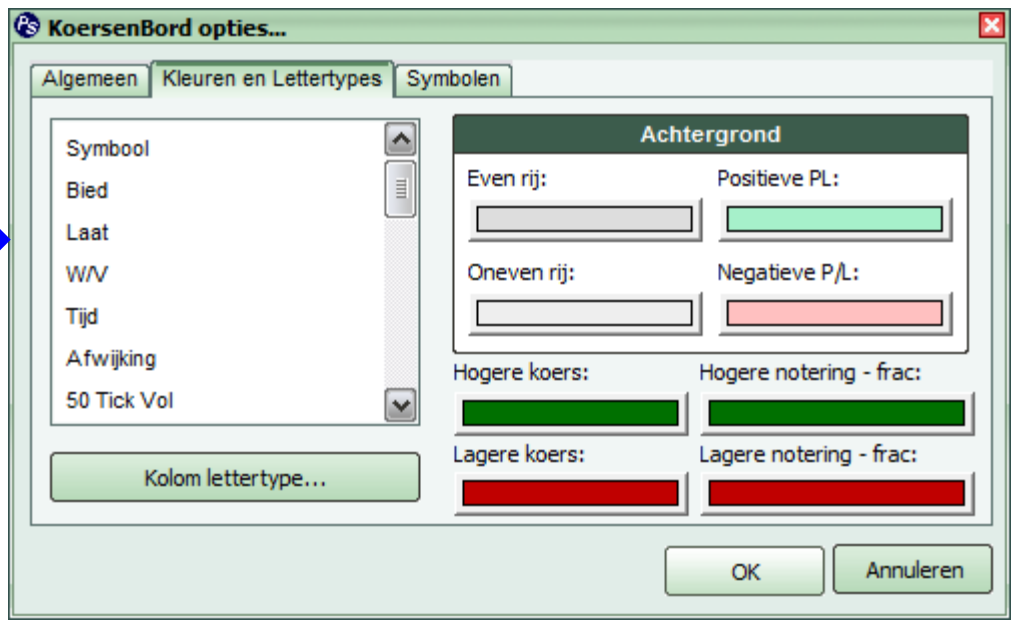 Ps KoersenBord opties...
Algemeen Kleuren en Lettertypes Symbolen
Symbool
Bied
Laat
W/V
Tijd
Afwijking
50 Tick Vol
Kolom lettertype...
Achtergrond
Even rij: Positieve PL:
Oneven rij: Negatieve P/L:
Hogere koers: Hogere notering - frac:
Lagere koers: Lagere notering - frac:
OK Annuleren